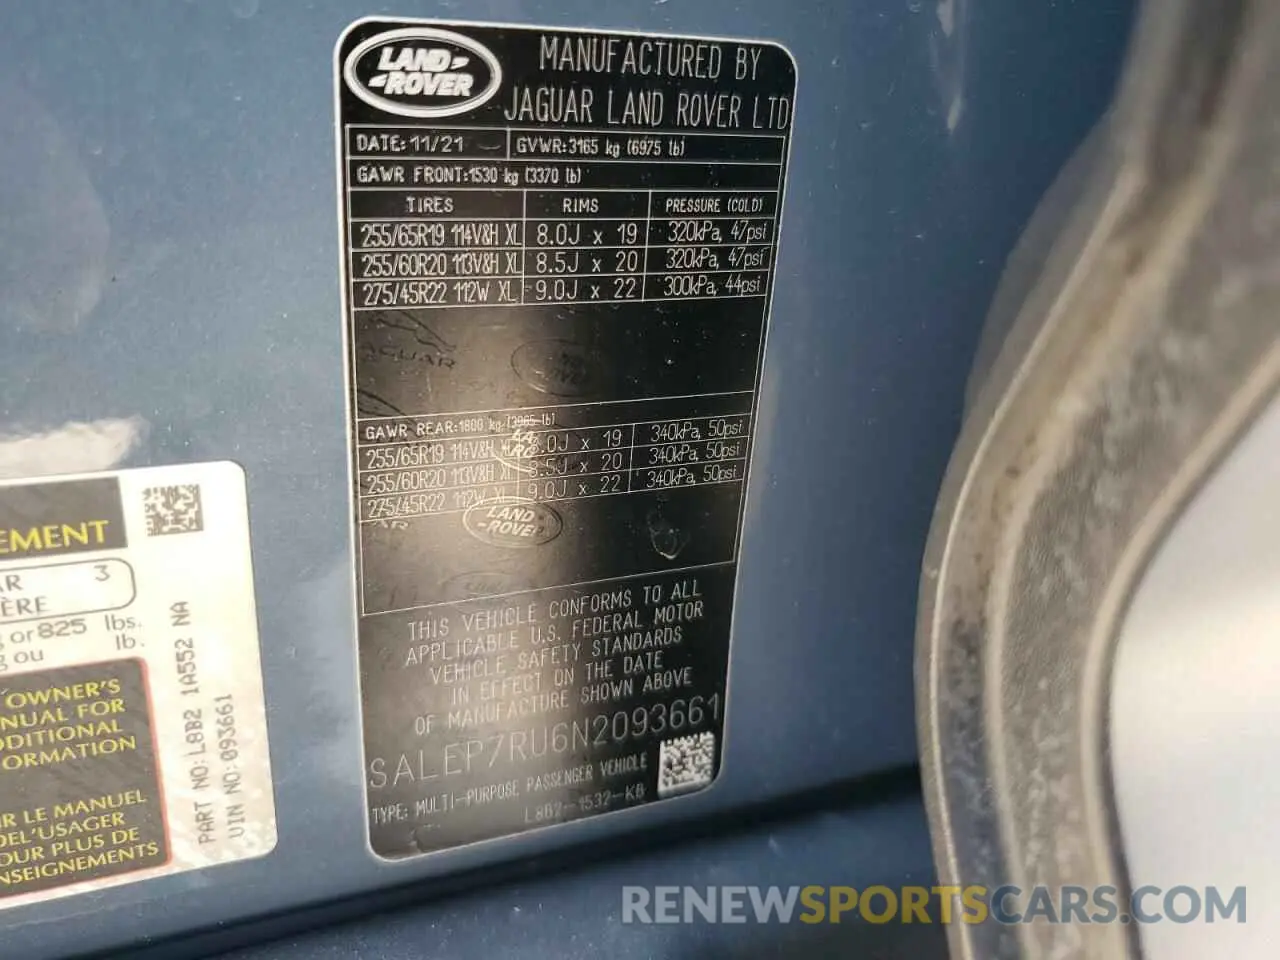 LAND ROVER
MANUFACTURED BY
JAGUAR LAND ROVER LTD
DATE: 11/21 GVWR:3165 kg (6975 lb)
GAWR FRONT:1530 kg (3370 lb)
TIRES RIMS PRESSURE (COLD)
255/65R19 114V&H XL 8.0J x 19 320kPa, 47psi
255/60R20 113V&H XL 8.5J x 20 320kPa, 47psi
275/45R22 112W XL 9.0J x 22 300kPa, 44psi
JAGUAR
GAWR REAR:1800 kg (3965 lb)
255/65R19 114V&H 8.0J x 19 340kPa, 50psi
255/60R20 113V&H XL 8.5J x 20 340kPa, 50psi
275/45R22 112W XL 9.0J x 22 340kPa, 50psi
LAND ROVER
THIS VEHICLE CONFORMS TO ALL
APPLICABLE U.S. FEDERAL MOTOR
VEHICLE SAFETY STANDARDS
IN EFFECT ON THE DATE
OF MANUFACTURE SHOWN ABOVE
SALEP7RU6N2093661
TYPE: MULTI-PURPOSE PASSENGER VEHICLE
L8B2-1532-KB
EMENT
AR 3
ÈRE
g or 825 lbs.
g ou lb.
OWNER'S
ANUAL FOR
DDITIONAL
FORMATION
IR LE MANUEL
DEL'USAGER
OUR PLUS DE
NSEIGNEMENTS
PART NO: L8B2 1A552 NA
VIN NO: 093661
RENEWSPORTSCARS.COM